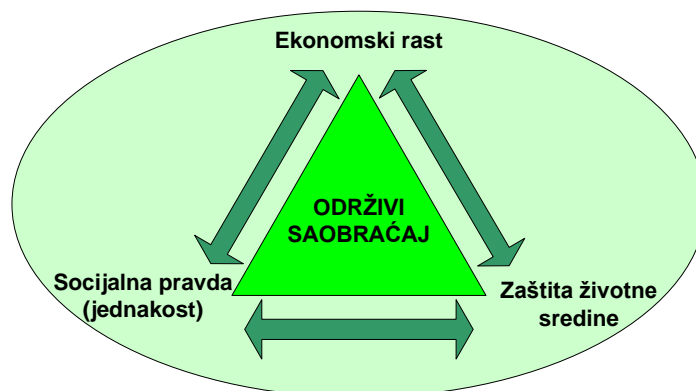 Ekonomski rast
ODRŽIVI
SAOBRAĆAJ
Socijalna pravda
(jednakost)
Zaštita životne
sredine